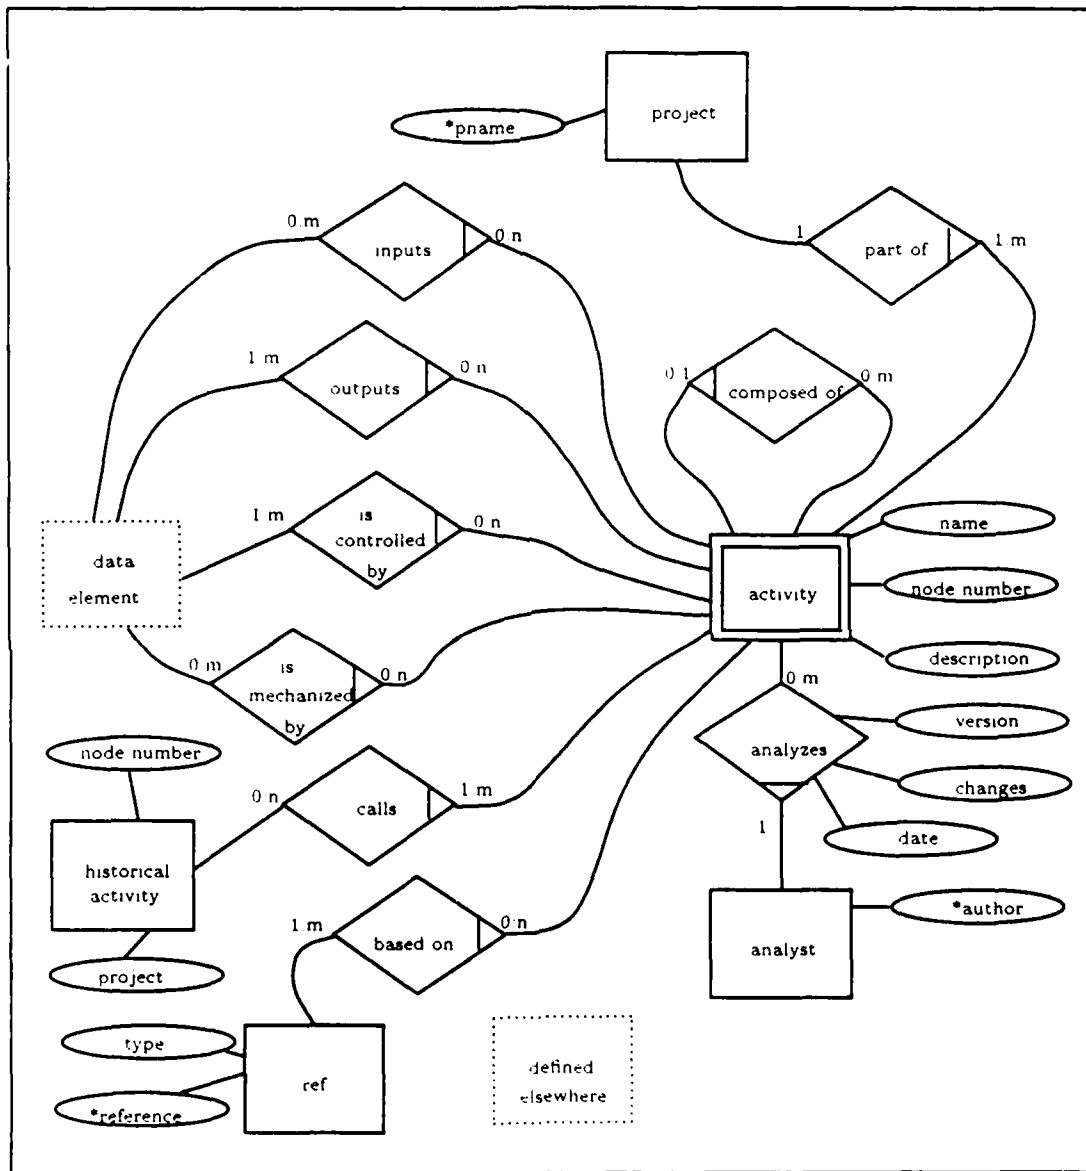 project
*pname
0 m
inputs
0 n
1
part of
1 m
1 m
outputs
0 n
0 1
composed of
0 m
1 m
is
controlled
by
0 n
name
data
element
activity
node number
0 m
is
mechanized
by
0 n
description
0 m
version
node number
analyzes
0 n
calls
1 m
changes
1
date
historical
activity
*author
1 m
based on
0 n
analyst
project
type
ref
defined
elsewhere
*reference